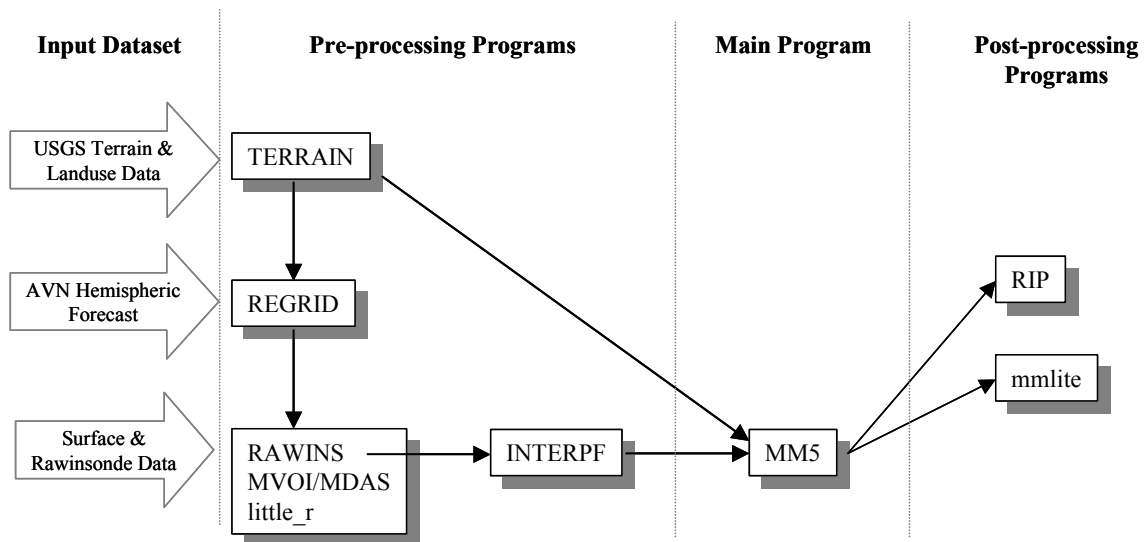 Input Dataset
Pre-processing Programs
Main Program
Post-processing
Programs
USGS Terrain &
Landuse Data
TERRAIN
AVN Hemispheric
Forecast
REGRID
RIP
mmlite
Surface &
Rawinsonde Data
RAWINS
MVOI/MDAS
little_r
INTERPF
MM5